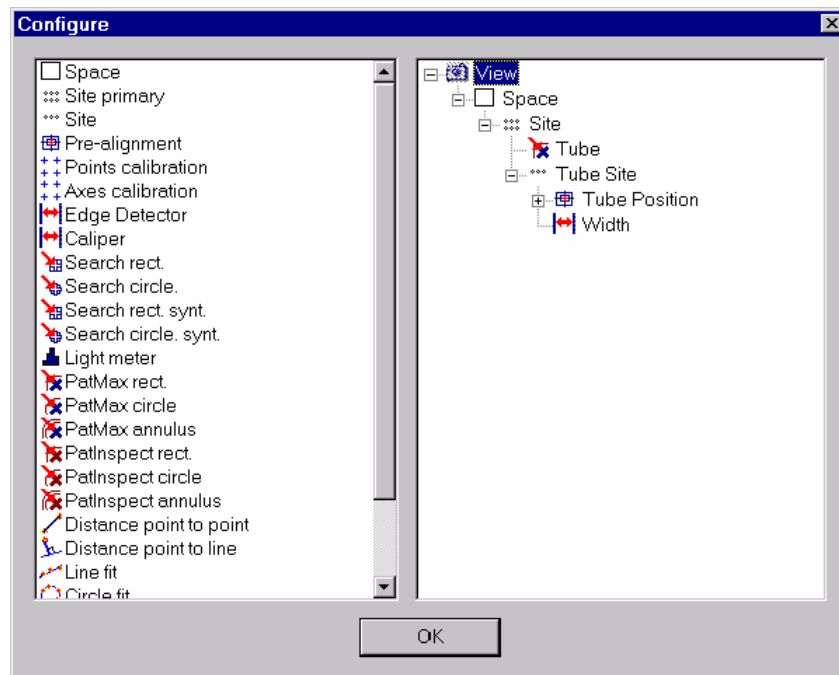 Configure
Space
Site primary
Site
Pre-alignment
Points calibration
Axes calibration
Edge Detector
Caliper
Search rect.
Search circle.
Search rect. synt.
Search circle. synt.
Light meter
PatMax rect.
PatMax circle
PatMax annulus
PatInspect rect.
PatInspect circle
PatInspect annulus
Distance point to point
Distance point to line
Line fit
Circle fit
View
Space
Site
Tube
Tube Site
Tube Position
Width
OK